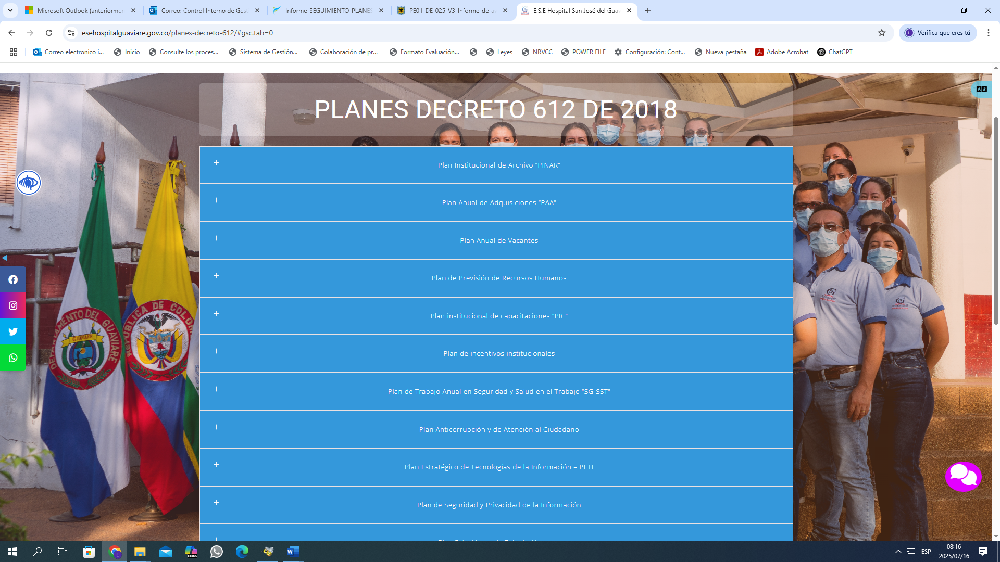 Microsoft Outlook (anteriormen
Correo: Control Interno de Gest
Informe-SEGUIMIENTO-PLANES
PE01-DE-025-V3-Informe-de-av
E.S.E Hospital San José del Guav
esehospitalguaviare.gov.co/planes-decreto-612/#gsc.tab=0
Verifica que eres tú
Correo electronico i...
Inicio
Consulte los proces...
Sistema de Gestión...
Colaboración de pr...
Formato Evaluación...
Leyes
NRVCC
POWER FILE
Configuración: Cont...
Nueva pestaña
Adobe Acrobat
ChatGPT
PLANES DECRETO 612 DE 2018
Plan Institucional de Archivo “PINAR”
Plan Anual de Adquisiciones “PAA”
Plan Anual de Vacantes
Plan de Previsión de Recursos Humanos
Plan institucional de capacitaciones “PIC”
Plan de incentivos institucionales
Plan de Trabajo Anual en Seguridad y Salud en el Trabajo “SG-SST”
Plan Anticorrupción y de Atención al Ciudadano
Plan Estratégico de Tecnologías de la Información – PETI
Plan de Seguridad y Privacidad de la Información
DEPARTAMENTO DEL GUAVIARE
GUAVIARE
REPUBLICA DE COLOM
M365
ESP
08:16
2025/07/16